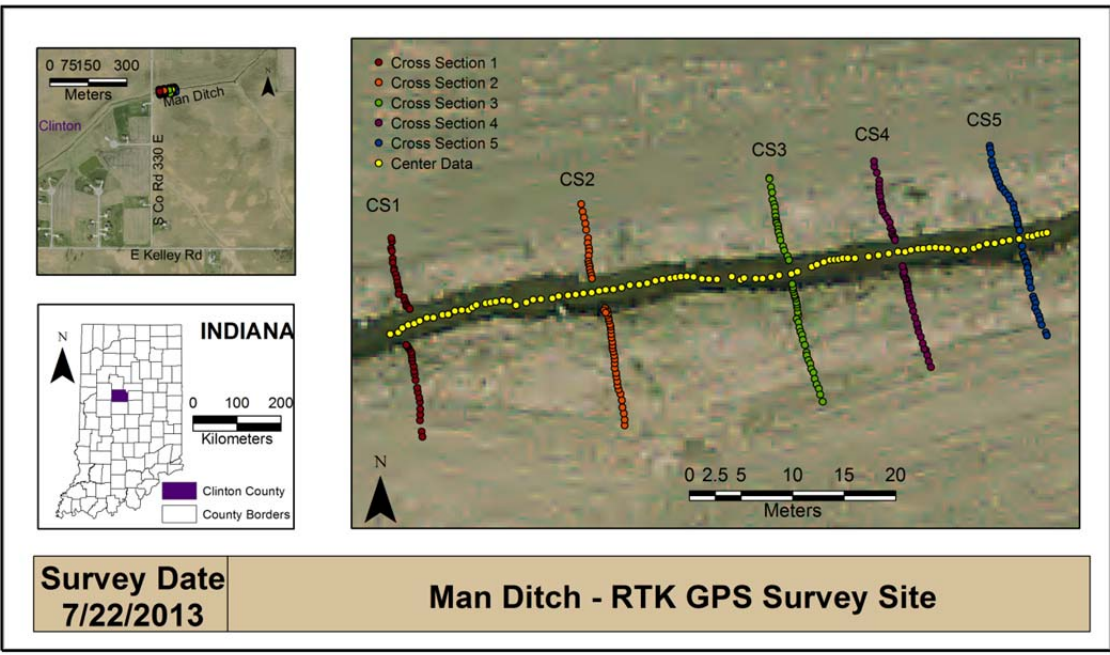 0 75150 300
Meters
N
Man Ditch
Clinton
S Co Rd 330 E
E Kelley Rd
INDIANA
N
0 100 200
Kilometers
Clinton County
County Borders
Cross Section 1
Cross Section 2
Cross Section 3
Cross Section 4
Cross Section 5
Center Data
CS1
CS2
CS3
CS4
CS5
N
0 2.5 5 10 15 20
Meters
Survey Date
7/22/2013
Man Ditch - RTK GPS Survey Site